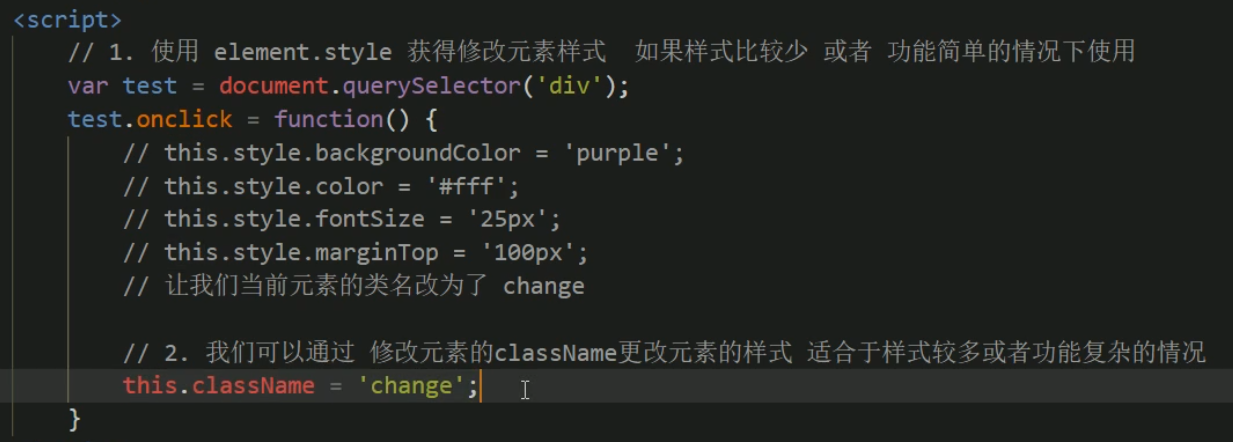 <script>
// 1. 使用 element.style 获得修改元素样式  如果样式比较少 或者 功能简单的情况下使用
var test = document.querySelector('div');
test.onclick = function() {
// this.style.backgroundColor = 'purple';
// this.style.color = '#fff';
// this.style.fontSize = '25px';
// this.style.marginTop = '100px';
// 让我们当前元素的类名改为了 change
// 2. 我们可以通过 修改元素的className更改元素的样式 适合于样式较多或者功能复杂的情况
this.className = 'change';
}